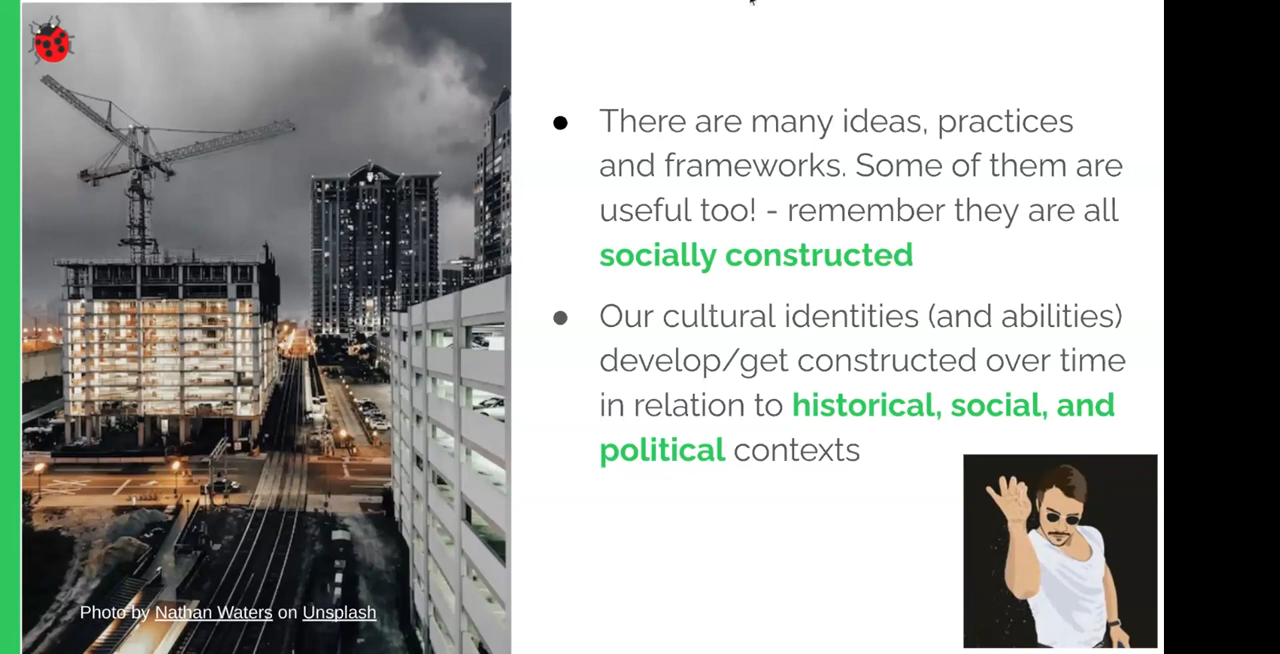 ● There are many ideas, practices
and frameworks. Some of them are
useful too! - remember they are all
socially constructed
● Our cultural identities (and abilities)
develop/get constructed over time
in relation to historical, social, and
political contexts
Photo by Nathan Waters on Unsplash